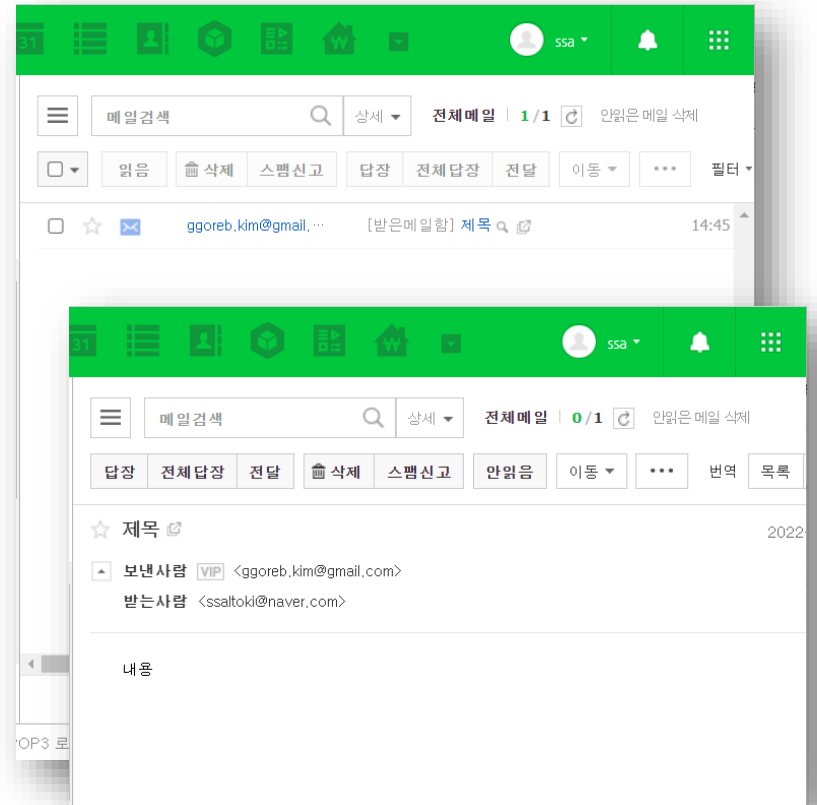 31 ssa
메일검색 상세 전체메일 1/1 안읽은 메일 삭제
읽음 삭제 스팸신고 답장 전체답장 전달 이동 ••• 필터
ggoreb.kim@gmail.… [받은메일함] 제목 14:45
31 W ssa
메일검색 상세 전체메일 0/1 안읽은 메일 삭제
답장 전체답장 전달 삭제 스팸신고 안읽음 이동 ••• 번역 목록
제목 2022-
보낸사람 VIP <ggoreb.kim@gmail.com>
받는사람 <ssaltoki@naver.com>
내용
OP3 로